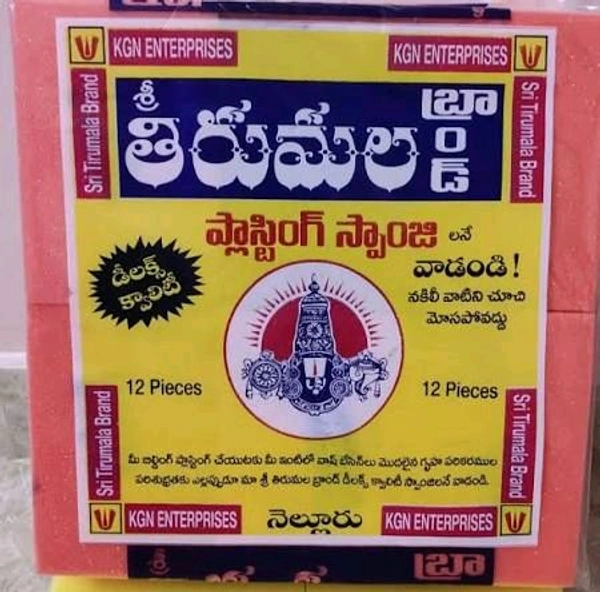 KGN ENTERPRISES
KGN ENTERPRISES
Sri Tirumala Brand
Sri Tirumala Brand
శ్రీ
తిరుమల
బ్రాండ్
ప్లాస్టింగ్ స్పాంజి లనే
వాడండి!
నకిలీ వాటిని చూచి
మోసపోవద్దు
డీలక్స్
క్వాలిటీ
12 Pieces
12 Pieces
Sri Tirumala Brand
Sri Tirumala Brand
మీ బిల్డింగ్ ప్లాస్టింగ్ చేయుటకు మీ ఇంటిలో వాష్ బేసిన్‌లు మొదలైన గృహా పరికరముల
పరిశుభ్రతకు ఎల్లప్పుడూ మా శ్రీ తిరుమల బ్రాండ్ డీలక్స్ క్వాలిటీ స్పాంజిలనే వాడండి.
KGN ENTERPRISES
నెల్లూరు
KGN ENTERPRISES
శ్రీ
బ్రా